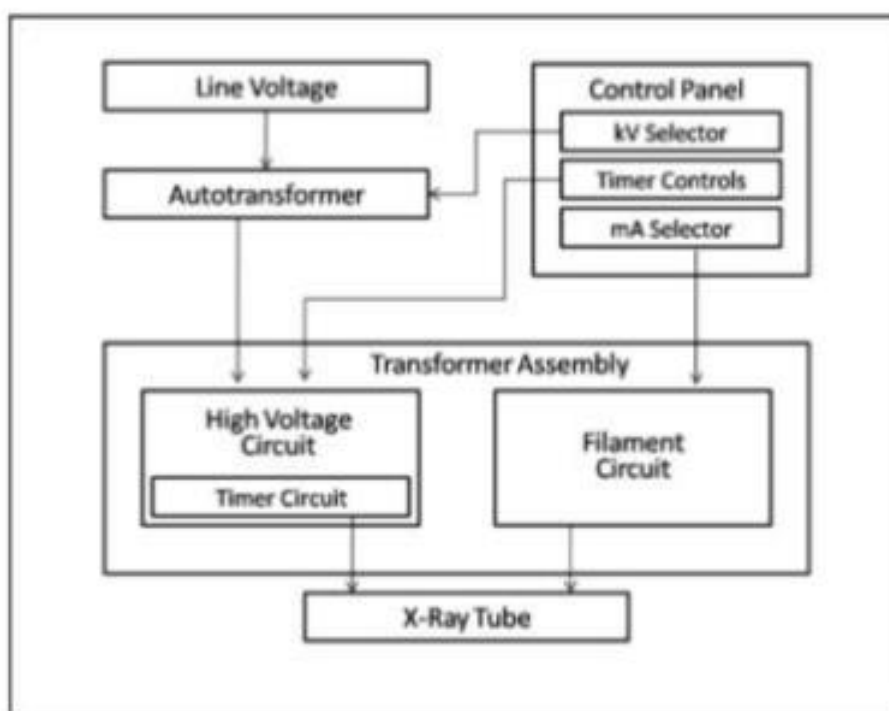 Line Voltage
Control Panel
kV Selector
Autotransformer
Timer Controls
mA Selector
Transformer Assembly
High Voltage
Circuit
Timer Circuit
Filament
Circuit
X-Ray Tube